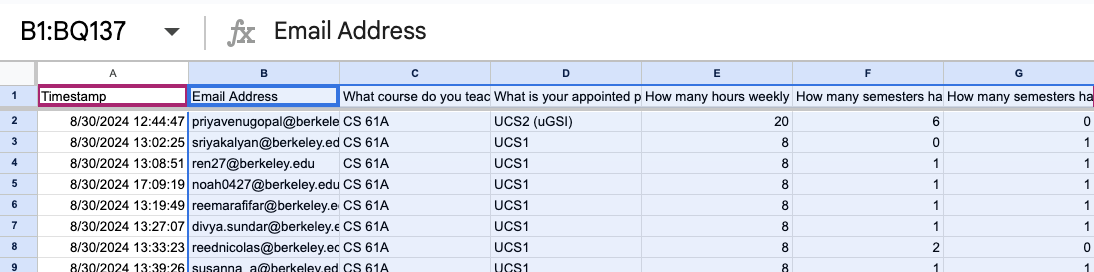 B1:BQ137 fx Email Address
A B C D E F G
1 Timestamp Email Address What course do you teac What is your appointed p How many hours weekly How many semesters ha How many semesters ha
2 8/30/2024 12:44:47 priyavenugopal@berkele CS 61A UCS2 (uGSI) 20 6 0
3 8/30/2024 13:02:25 sriyakalyan@berkeley.ed CS 61A UCS1 8 0 1
4 8/30/2024 13:08:51 ren27@berkeley.edu CS 61A UCS1 8 1 1
5 8/30/2024 17:09:19 noah0427@berkeley.edu CS 61A UCS1 8 1 1
6 8/30/2024 13:19:49 reemarafifar@berkeley.e CS 61A UCS1 8 1 1
7 8/30/2024 13:27:07 divya.sundar@berkeley.e CS 61A UCS1 8 1 1
8 8/30/2024 13:33:23 reednicolas@berkeley.ec CS 61A UCS1 8 2 0
9 8/30/2024 13:39:26 susanna_a@berkeley.ed CS 61A UCS1 8 1 1